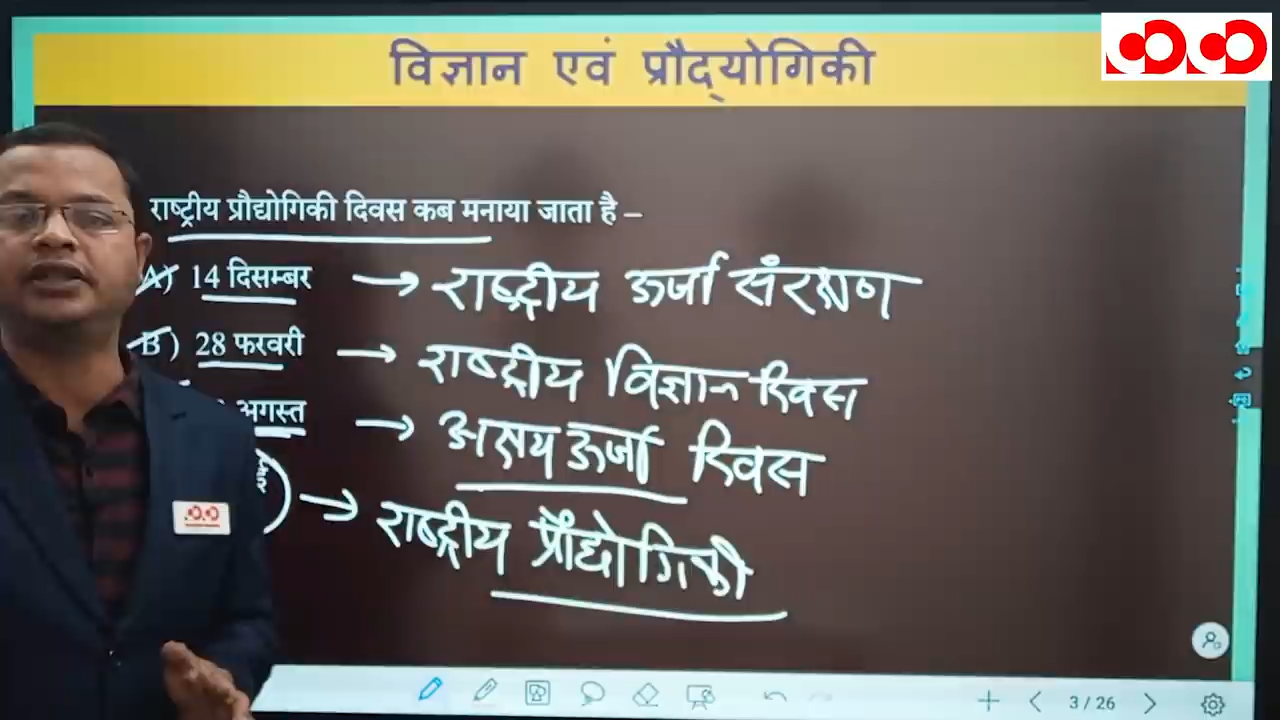 विज्ञान एवं प्रौद्योगिकी
राष्ट्रीय प्रौद्योगिकी दिवस कब मनाया जाता है –
A) 14 दिसम्बर → राष्ट्रीय ऊर्जा संरक्षण
B ) 28 फरवरी → राष्ट्रीय विज्ञान दिवस
अगस्त → अक्षय ऊर्जा दिवस
→ राष्ट्रीय प्रौद्योगिकी
3 / 26